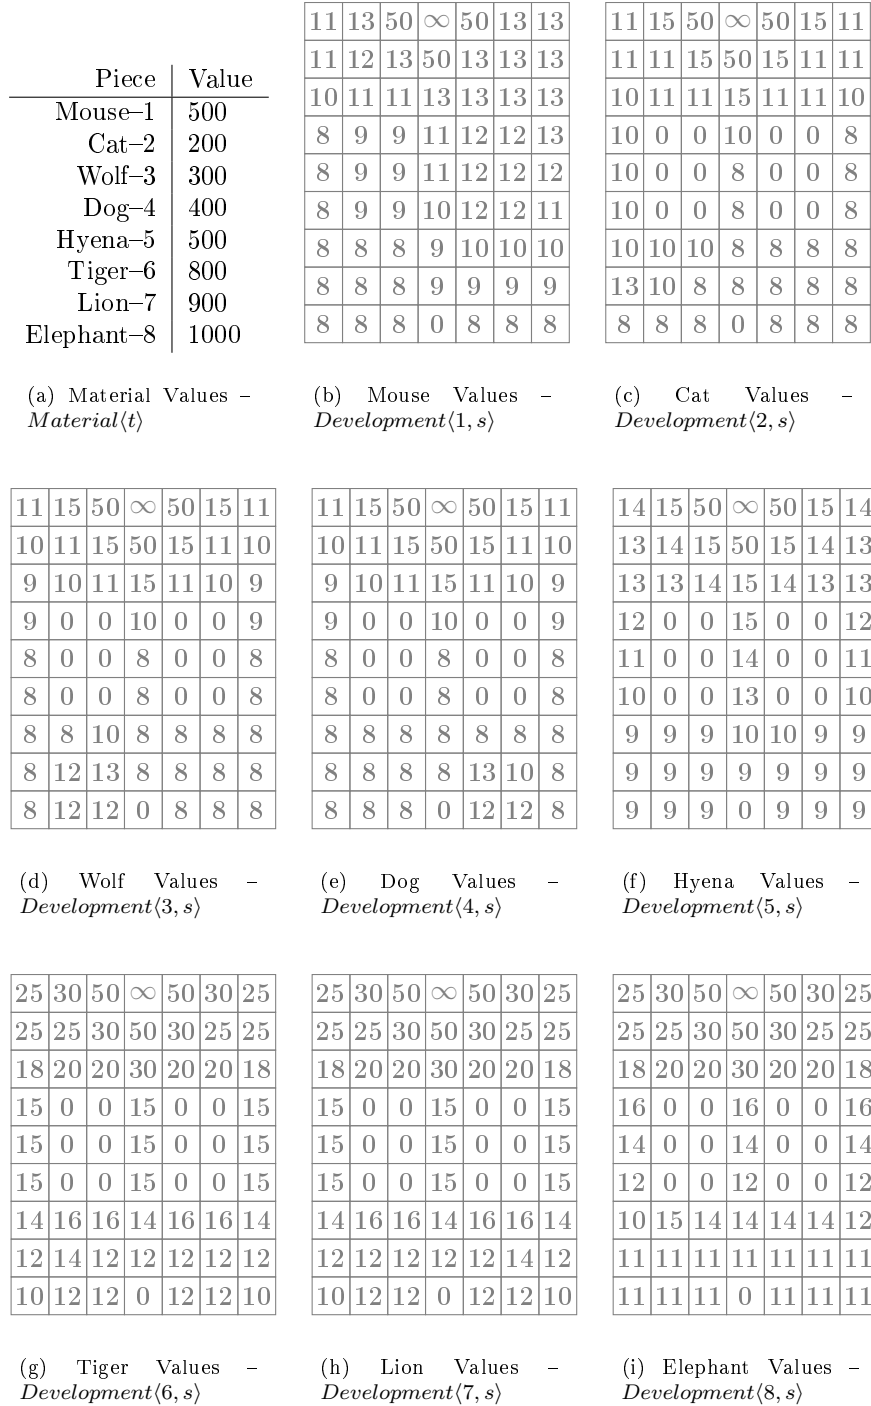 Piece Value
Mouse–1 500
Cat–2 200
Wolf–3 300
Dog–4 400
Hyena–5 500
Tiger–6 800
Lion–7 900
Elephant–8 1000
(a) Material Values –
Material⟨t⟩
11 13 50 ∞ 50 13 13
11 12 13 50 13 13 13
10 11 11 13 13 13 13
8 9 9 11 12 12 13
8 9 9 11 12 12 12
8 9 9 10 12 12 11
8 8 8 9 10 10 10
8 8 8 9 9 9 9
8 8 8 0 8 8 8
(b) Mouse Values –
Development⟨1, s⟩
11 15 50 ∞ 50 15 11
11 11 15 50 15 11 11
10 11 11 15 11 11 10
10 0 0 10 0 0 8
10 0 0 8 0 0 8
10 0 0 8 0 0 8
10 10 10 8 8 8 8
13 10 8 8 8 8 8
8 8 8 0 8 8 8
(c) Cat Values –
Development⟨2, s⟩
11 15 50 ∞ 50 15 11
10 11 15 50 15 11 10
9 10 11 15 11 10 9
9 0 0 10 0 0 9
8 0 0 8 0 0 8
8 0 0 8 0 0 8
8 8 10 8 8 8 8
8 12 13 8 8 8 8
8 12 12 0 8 8 8
(d) Wolf Values –
Development⟨3, s⟩
11 15 50 ∞ 50 15 11
10 11 15 50 15 11 10
9 10 11 15 11 10 9
9 0 0 10 0 0 9
8 0 0 8 0 0 8
8 0 0 8 0 0 8
8 8 8 8 8 8 8
8 8 8 8 13 10 8
8 8 8 0 12 12 8
(e) Dog Values –
Development⟨4, s⟩
14 15 50 ∞ 50 15 14
13 14 15 50 15 14 13
13 13 14 15 14 13 13
12 0 0 15 0 0 12
11 0 0 14 0 0 11
10 0 0 13 0 0 10
9 9 9 10 10 9 9
9 9 9 9 9 9 9
9 9 9 0 9 9 9
(f) Hyena Values –
Development⟨5, s⟩
25 30 50 ∞ 50 30 25
25 25 30 50 30 25 25
18 20 20 30 20 20 18
15 0 0 15 0 0 15
15 0 0 15 0 0 15
15 0 0 15 0 0 15
14 16 16 14 16 16 14
12 14 12 12 12 12 12
10 12 12 0 12 12 10
(g) Tiger Values –
Development⟨6, s⟩
25 30 50 ∞ 50 30 25
25 25 30 50 30 25 25
18 20 20 30 20 20 18
15 0 0 15 0 0 15
15 0 0 15 0 0 15
15 0 0 15 0 0 15
14 16 16 14 16 16 14
12 12 12 12 12 14 12
10 12 12 0 12 12 10
(h) Lion Values –
Development⟨7, s⟩
25 30 50 ∞ 50 30 25
25 25 30 50 30 25 25
18 20 20 30 20 20 18
16 0 0 16 0 0 16
14 0 0 14 0 0 14
12 0 0 12 0 0 12
10 15 14 14 14 14 12
11 11 11 11 11 11 11
11 11 11 0 11 11 11
(i) Elephant Values –
Development⟨8, s⟩